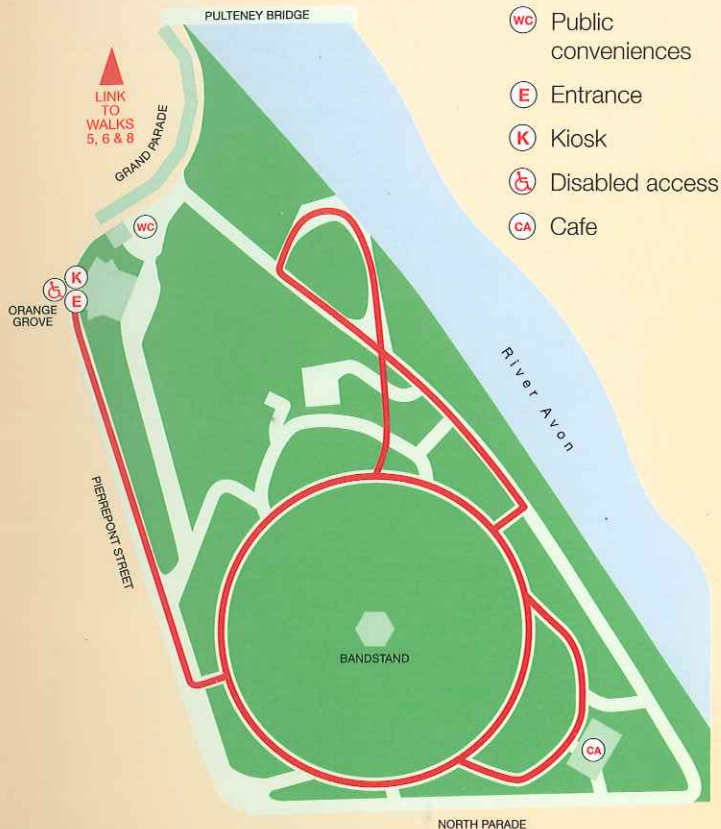 PULTENEY BRIDGE
LINK
TO
WALKS
5, 6 & 8
GRAND PARADE
WC
K
E
ORANGE
GROVE
PIERREPONT STREET
River Avon
BANDSTAND
CA
NORTH PARADE
WC Public
conveniences
E Entrance
K Kiosk
Disabled access
CA Cafe